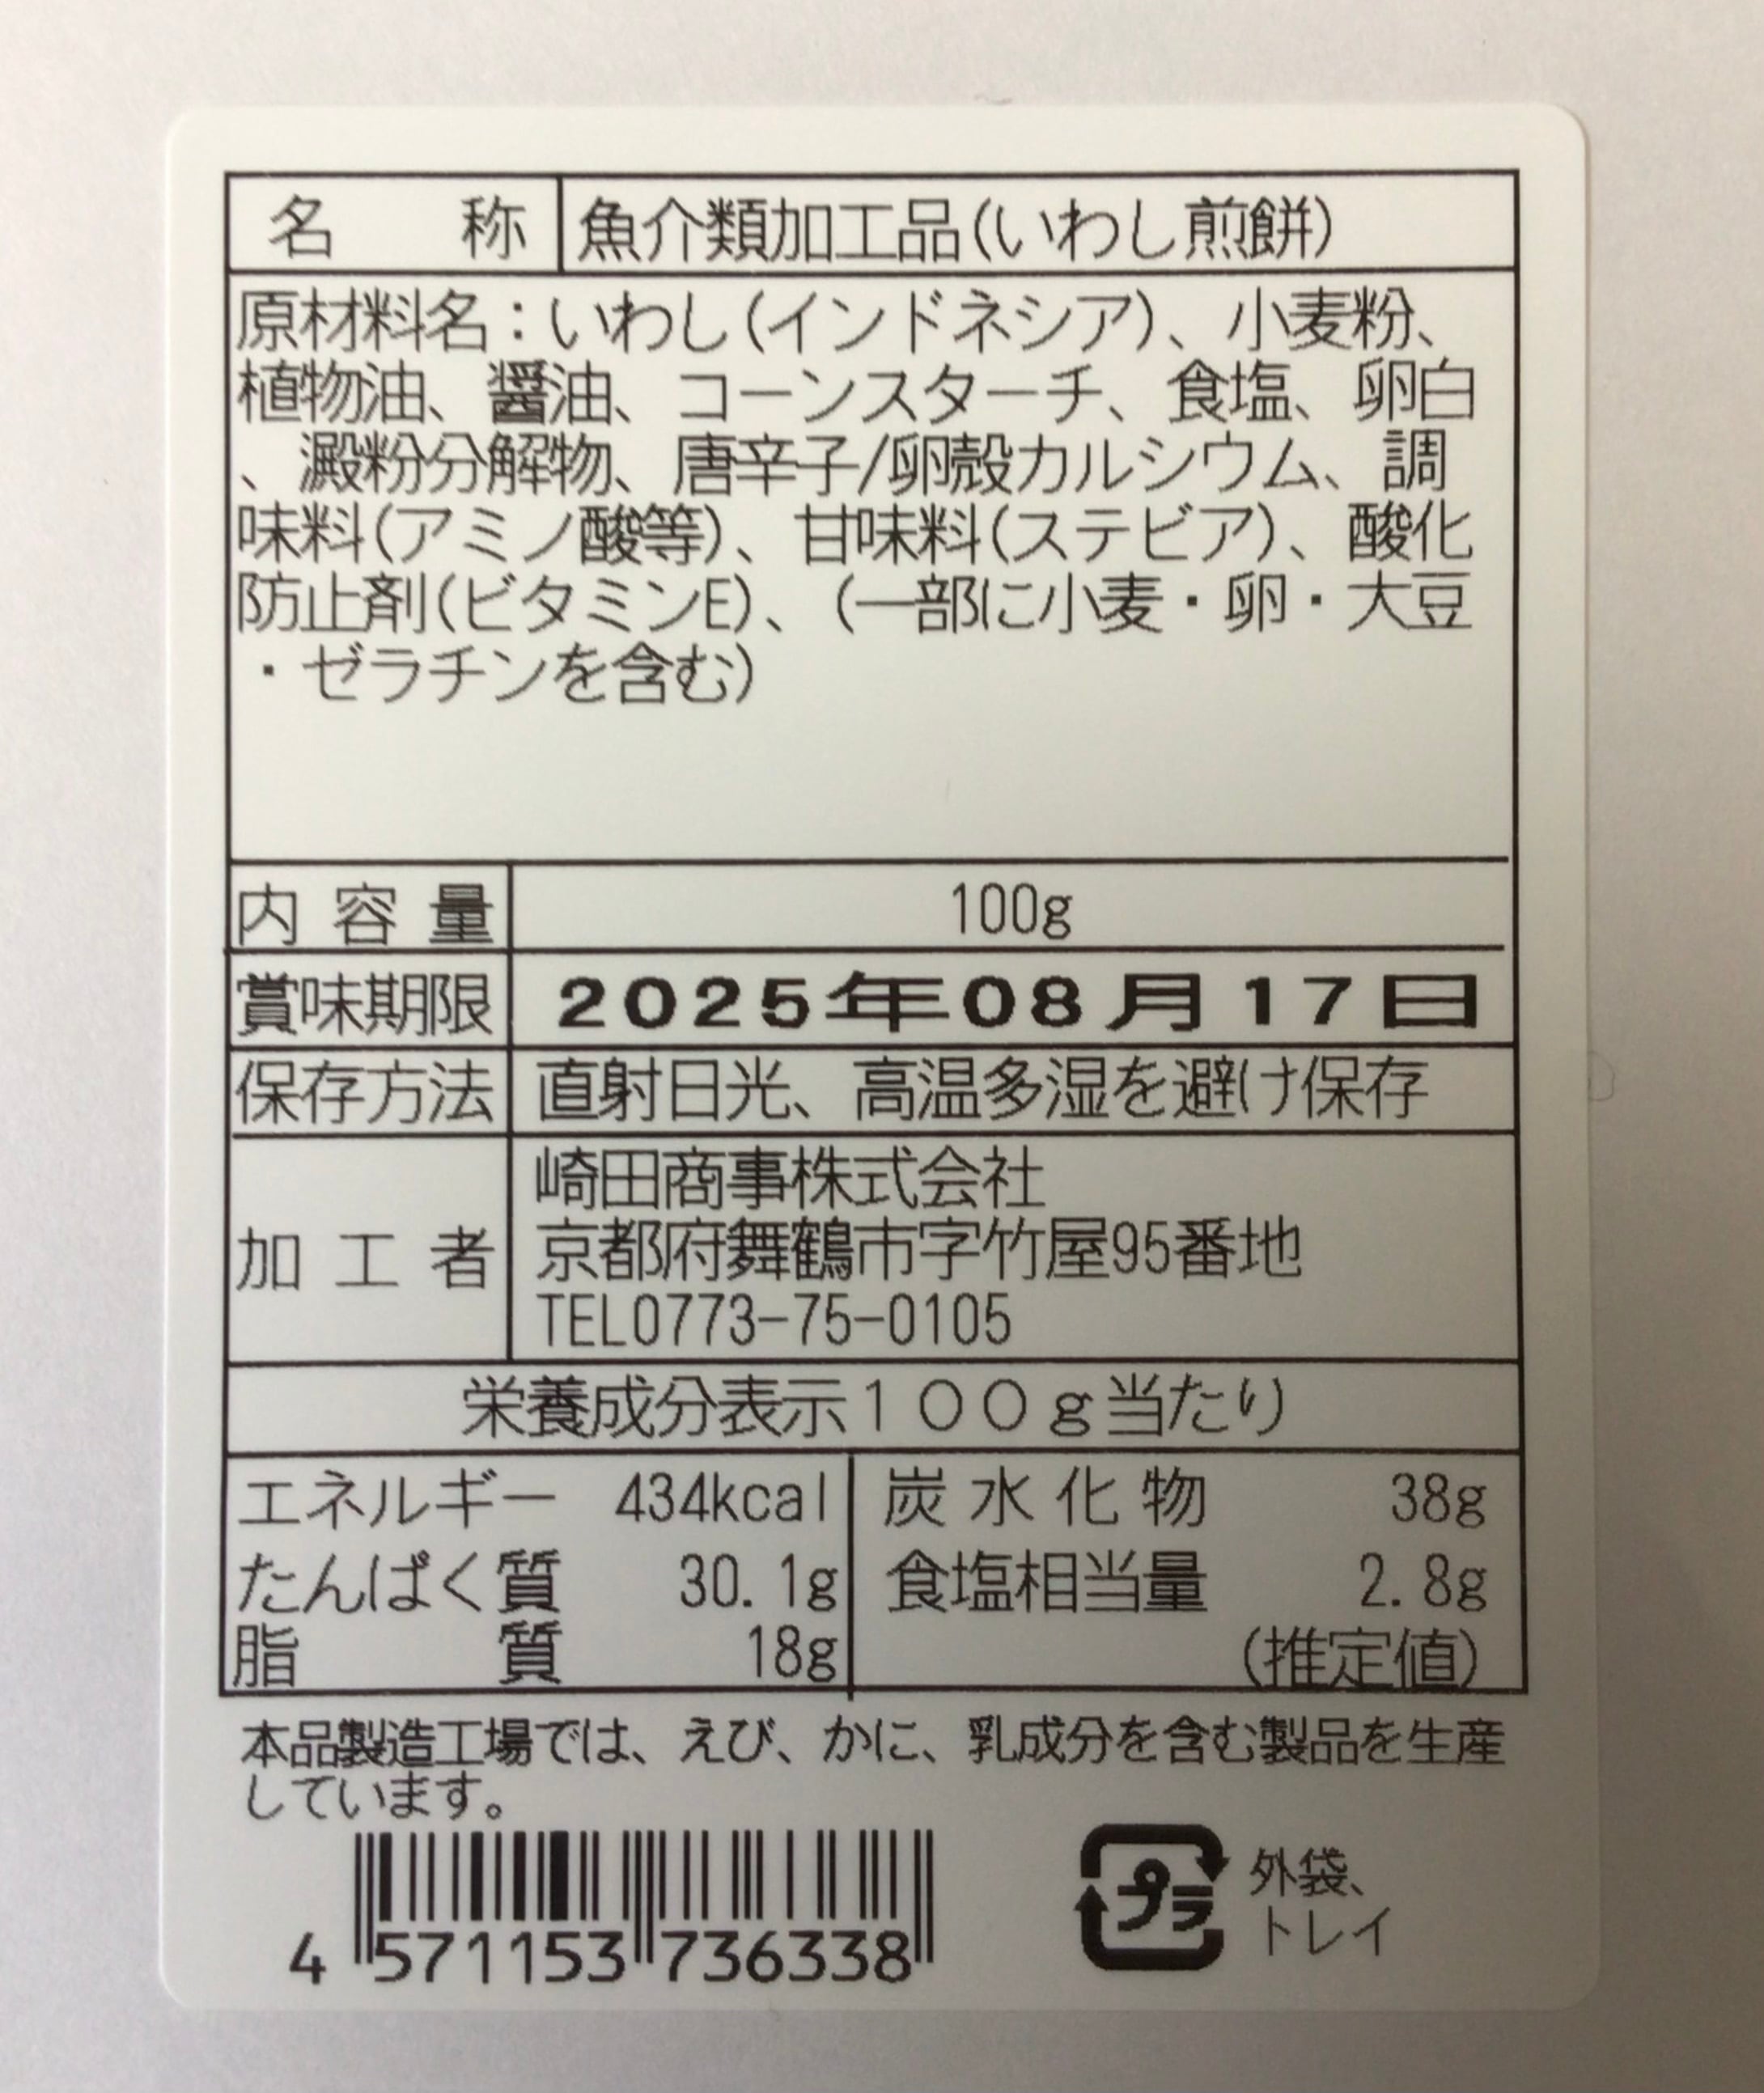 名　称　魚介類加工品(いわし煎餅)
原材料名：いわし(インドネシア)、小麦粉、
植物油、醤油、コーンスターチ、食塩、卵白
、澱粉分解物、唐辛子/卵殻カルシウム、調
味料(アミノ酸等)、甘味料(ステビア)、酸化
防止剤(ビタミンE)、(一部に小麦・卵・大豆
・ゼラチンを含む)
内容量　100g
賞味期限　2025年08月17日
保存方法　直射日光、高温多湿を避け保存
加工者　崎田商事株式会社
京都府舞鶴市字竹屋95番地
TEL0773-75-0105
栄養成分表示１００ｇ当たり
エネルギー　434kcal　炭水化物　38g
たんぱく質　30.1g　食塩相当量　2.8g
脂質　18g　(推定値)
本品製造工場では、えび、かに、乳成分を含む製品を生産
しています。
プラ　外袋、
トレイ
4 571153 736338